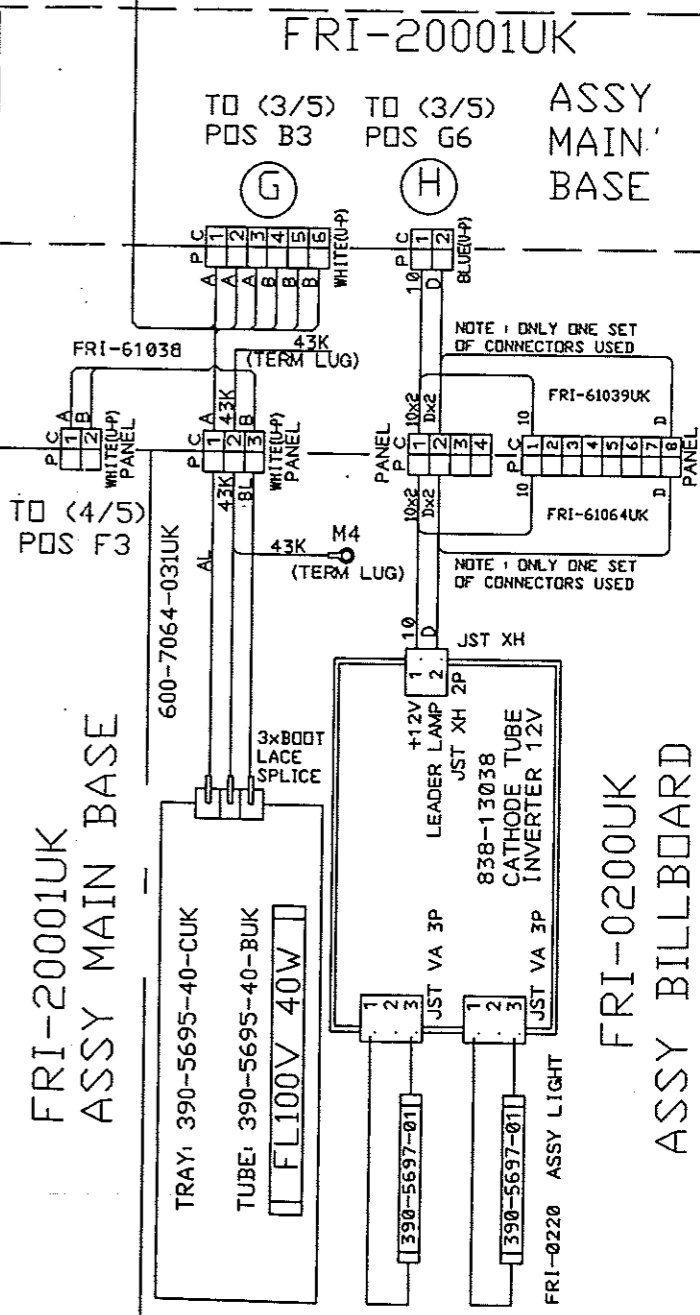 FRI-20001UK
TO (3/5)
POS B3
TO (3/5)
POS G6
ASSY
MAIN
BASE
G
H
P C
1
2
3
4
5
6
WHITE(U-P)
A
A
A
B
B
B
P C
1
2
BLUE(U-P)
10
D
FRI-61038
43K
(TERM LUG)
NOTE : ONLY ONE SET
OF CONNECTORS USED
FRI-61039UK
A
B
P C
1
2
WHITE(U-P)
PANEL
A
43K
B
P C
1
2
3
WHITE(U-P)
PANEL
10x2
Dx2
PANEL
P C
1
2
3
4
10
D
P C
1
2
3
4
5
6
7
8
PANEL
TO (4/5)
POS F3
AL
43K
BL
43K
M4
(TERM LUG)
10x2
Dx2
10
D
FRI-61064UK
NOTE : ONLY ONE SET
OF CONNECTORS USED
600-7064-031UK
10
D
JST XH
3xBOOT
LACE
SPLICE
1
2
+12V
LEADER LAMP
JST XH 2P
838-13038
CATHODE TUBE
INVERTER 12V
FRI-20001UK
ASSY MAIN BASE
TRAY: 390-5695-40-CUK
TUBE: 390-5695-40-BUK
FL100V 40W
1
2
3
JST VA 3P
1
2
3
JST VA 3P
390-5697-01
390-5697-01
FRI-0220 ASSY LIGHT
FRI-0200UK
ASSY BILLBOARD